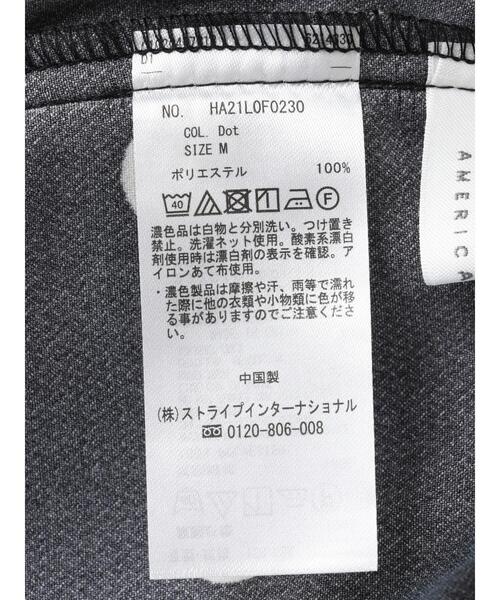 NO. HA21L0F0230
COL. Dot
SIZE M
ポリエステル 100%
40
F
濃色品は白物と分別洗い。つけ置き
禁止。洗濯ネット使用。酸素系漂白
剤使用時は漂白剤の表示を確認。ア
イロンあて布使用。
・濃色製品は摩擦や汗、雨等で濡れ
た際に他の衣類や小物類に色が移
る事がありますのでご注意くださ
い。
中国製
(株)ストライプインターナショナル
0120-806-008
AMERICA